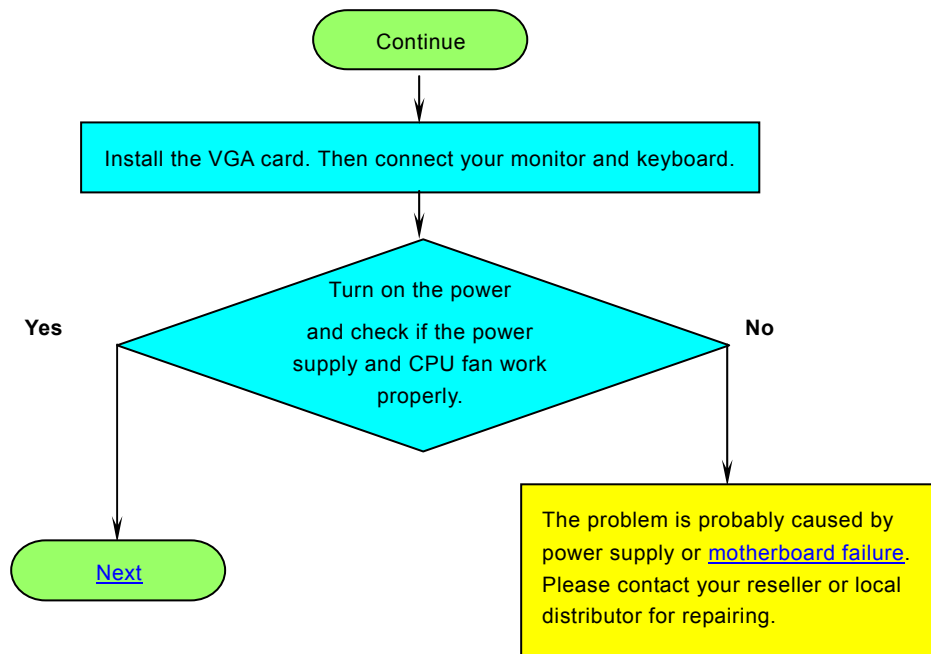 Continue
Install the VGA card. Then connect your monitor and keyboard.
Turn on the power
and check if the power
supply and CPU fan work
properly.
Yes
No
The problem is probably caused by
power supply or motherboard failure.
Please contact your reseller or local
distributor for repairing.
Next